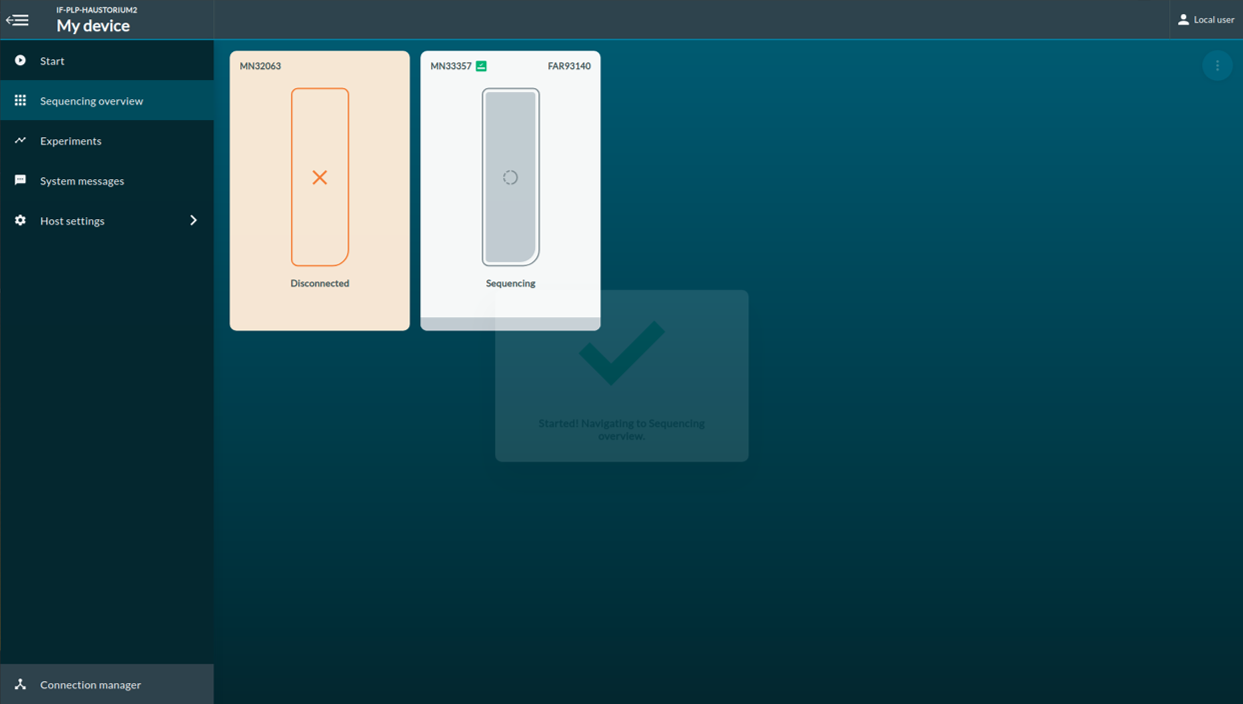 IF-PLP-HAUSTORIUM2
My device
Local user
Start
Sequencing overview
Experiments
System messages
Host settings
Connection manager
MN32063
Disconnected
MN33357 FAR93140
Sequencing
Started! Navigating to Sequencing
overview.